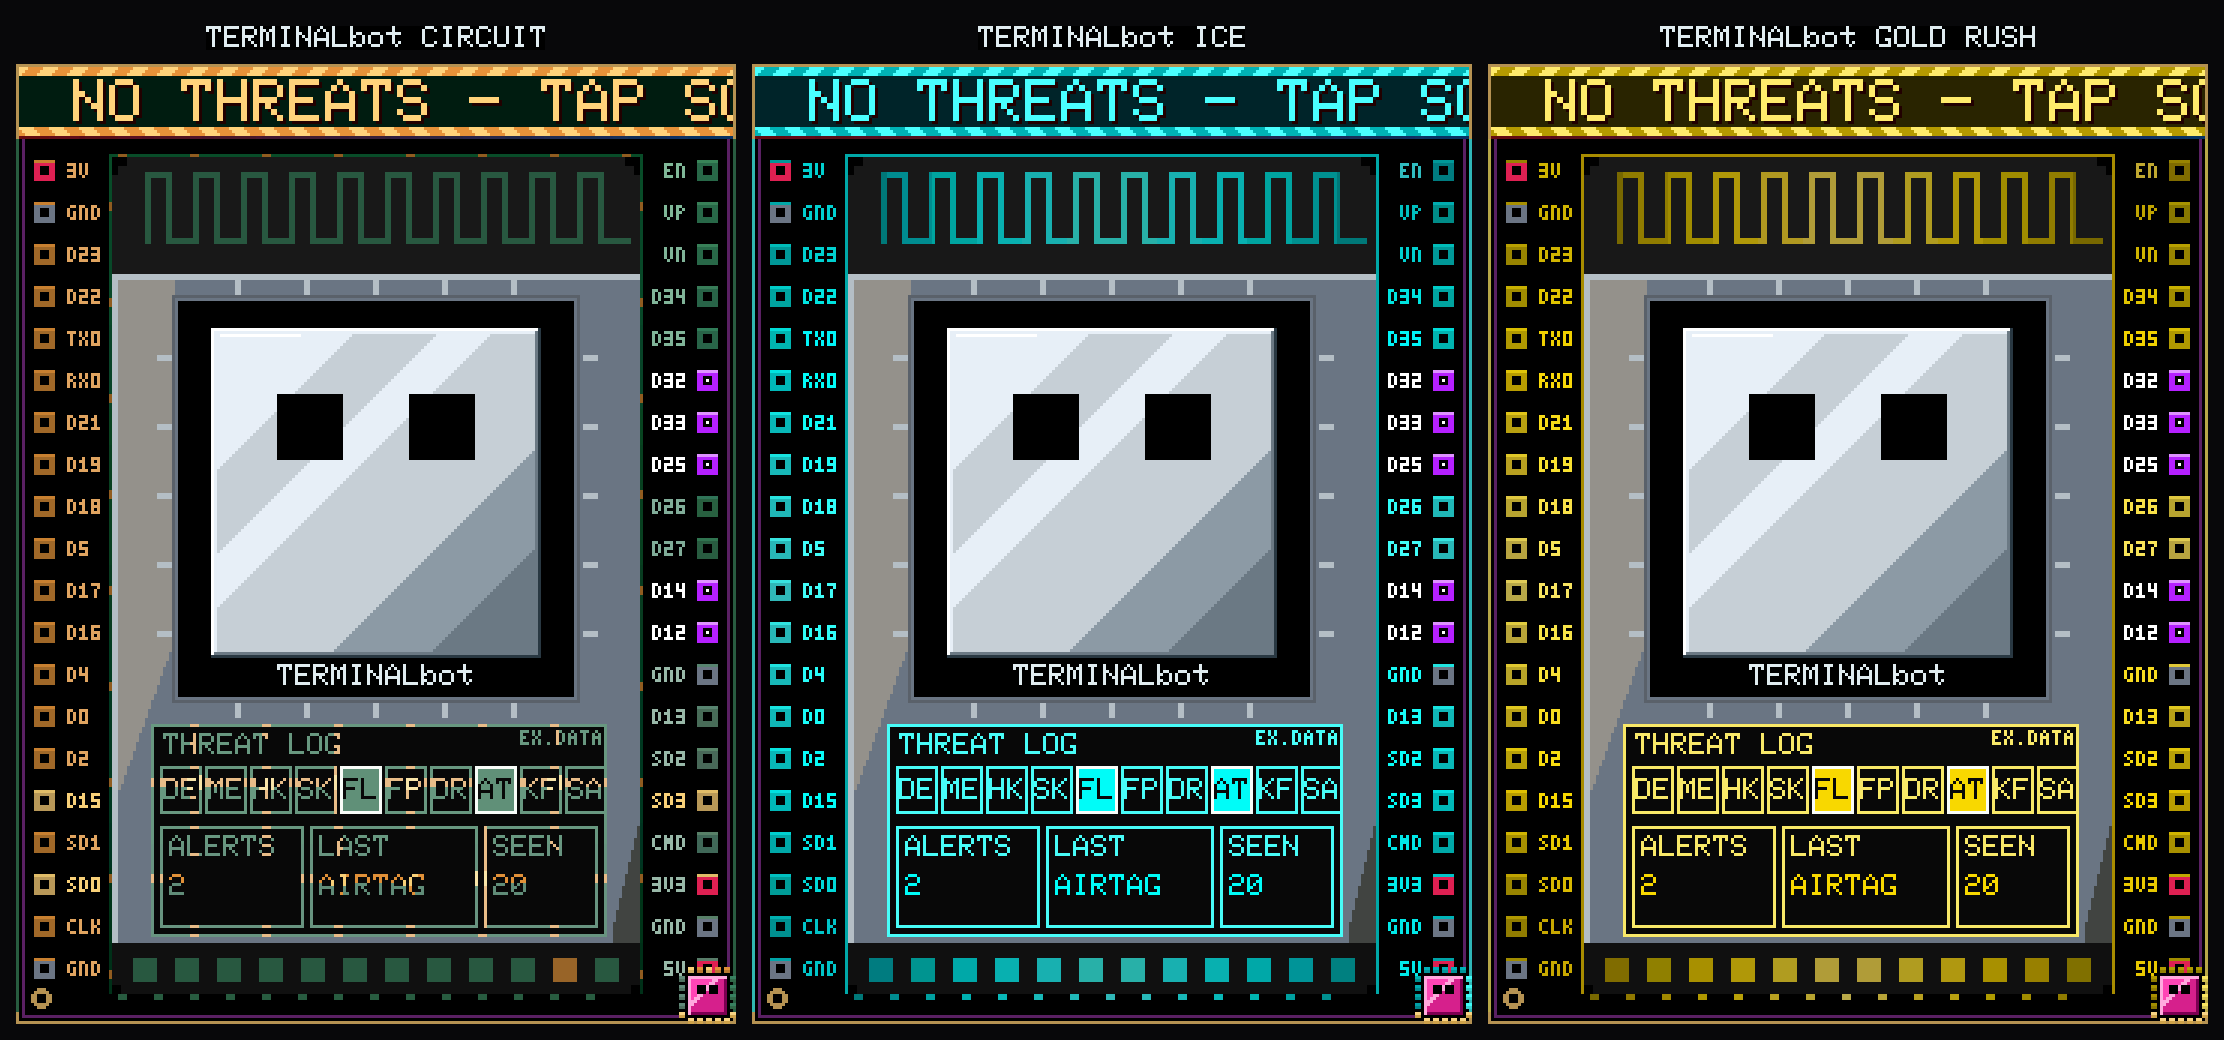 TERMINALbot CIRCUIT
NO THREATS - TAP SC
3V
GND
D23
D22
TX0
RX0
D21
D19
D18
D5
D17
D16
D4
D0
D2
D15
SD1
SD0
CLK
GND
EN
VP
VN
D34
D35
D32
D33
D25
D26
D27
D14
D12
GND
D13
SD2
SD3
CMD
3V3
GND
5V
TERMINALbot
THREAT LOG EX.DATA
DE ME HK SK FL FP DR AT KF SA
ALERTS LAST SEEN
2 AIRTAG 20
TERMINALbot ICE
NO THREATS - TAP SC
3V
GND
D23
D22
TX0
RX0
D21
D19
D18
D5
D17
D16
D4
D0
D2
D15
SD1
SD0
CLK
GND
EN
VP
VN
D34
D35
D32
D33
D25
D26
D27
D14
D12
GND
D13
SD2
SD3
CMD
3V3
GND
5V
TERMINALbot
THREAT LOG EX.DATA
DE ME HK SK FL FP DR AT KF SA
ALERTS LAST SEEN
2 AIRTAG 20
TERMINALbot GOLD RUSH
NO THREATS - TAP SC
3V
GND
D23
D22
TX0
RX0
D21
D19
D18
D5
D17
D16
D4
D0
D2
D15
SD1
SD0
CLK
GND
EN
VP
VN
D34
D35
D32
D33
D25
D26
D27
D14
D12
GND
D13
SD2
SD3
CMD
3V3
GND
5V
TERMINALbot
THREAT LOG EX.DATA
DE ME HK SK FL FP DR AT KF SA
ALERTS LAST SEEN
2 AIRTAG 20